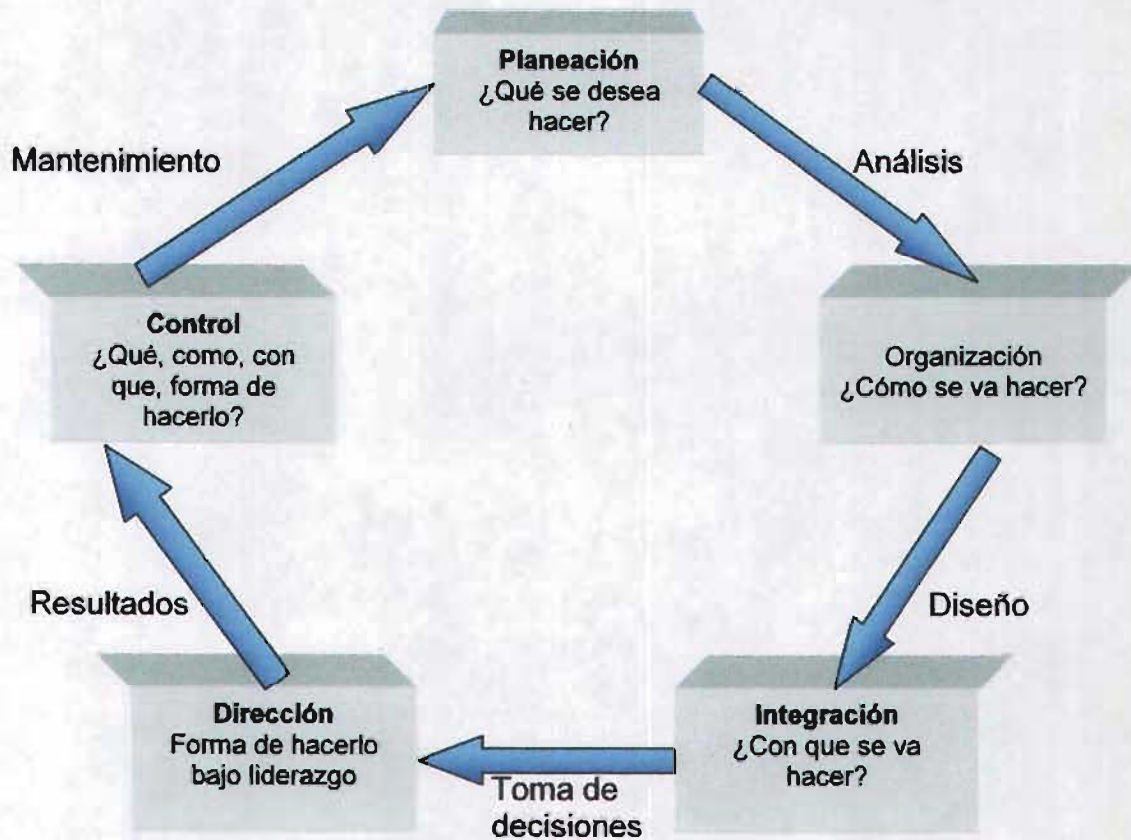 Planeación
¿Qué se desea
hacer?
Mantenimiento
Análisis
Control
¿Qué, como, con
que, forma de
hacerlo?
Organización
¿Cómo se va hacer?
Resultados
Diseño
Dirección
Forma de hacerlo
bajo liderazgo
Integración
¿Con que se va
hacer?
Toma de
decisiones